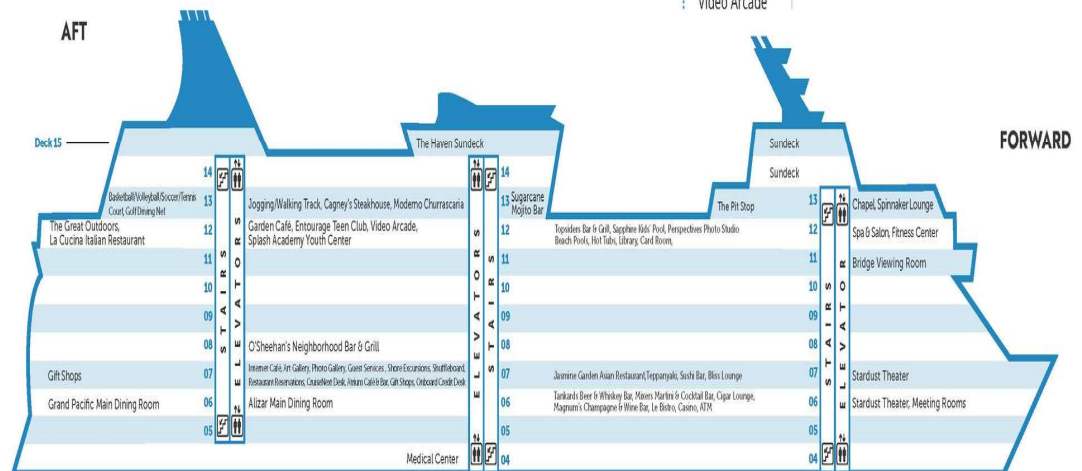 Video Arcade
AFT
FORWARD
Deck 15
The Haven Sundeck
Sundeck
14
14
Sundeck
Basketball/Volleyball/Soccer/Tennis
Court, Golf Driving Net
13
Jogging/Walking Track, Cagney's Steakhouse, Moderno Churrascaria
13
Sugarcane
Mojito Bar
The Pit Stop
13
Chapel, Spinnaker Lounge
The Great Outdoors,
La Cucina Italian Restaurant
12
Garden Café, Entourage Teen Club, Video Arcade,
Splash Academy Youth Center
12
Topsiders Bar & Grill, Sapphire Kids' Pool, Perspectives Photo Studio
Beach Pools, Hot Tubs, Library, Card Room,
12
Spa & Salon, Fitness Center
11
11
11
Bridge Viewing Room
10
10
10
09
09
09
08
O'Sheehan's Neighborhood Bar & Grill
08
08
Gift Shops
07
Internet Café, Art Gallery, Photo Gallery, Guest Services, Shore Excursions, Shuffleboard,
Restaurant Reservations, CruiseNext Desk, Atrium Café & Bar, Gift Shops, Onboard Credit Desk
07
Jasmine Garden Asian Restaurant,Teppanyaki, Sushi Bar, Bliss Lounge
07
Stardust Theater
Grand Pacific Main Dining Room
06
Alizar Main Dining Room
06
Tankards Beer & Whiskey Bar, Mixers Martini & Cocktail Bar, Cigar Lounge,
Magnum's Champagne & Wine Bar, Le Bistro, Casino, ATM
06
Stardust Theater, Meeting Rooms
05
05
05
Medical Center
04
04
STAIRS
ELEVATORS
ELEVATORS
STAIRS
STAIRS
ELEVATOR